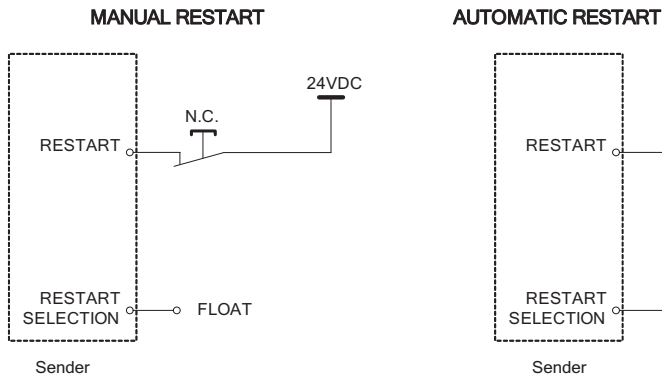 MANUAL RESTART
24VDC
N.C.
RESTART
RESTART
SELECTION
FLOAT
Sender
AUTOMATIC RESTART
RESTART
RESTART
SELECTION
Sender